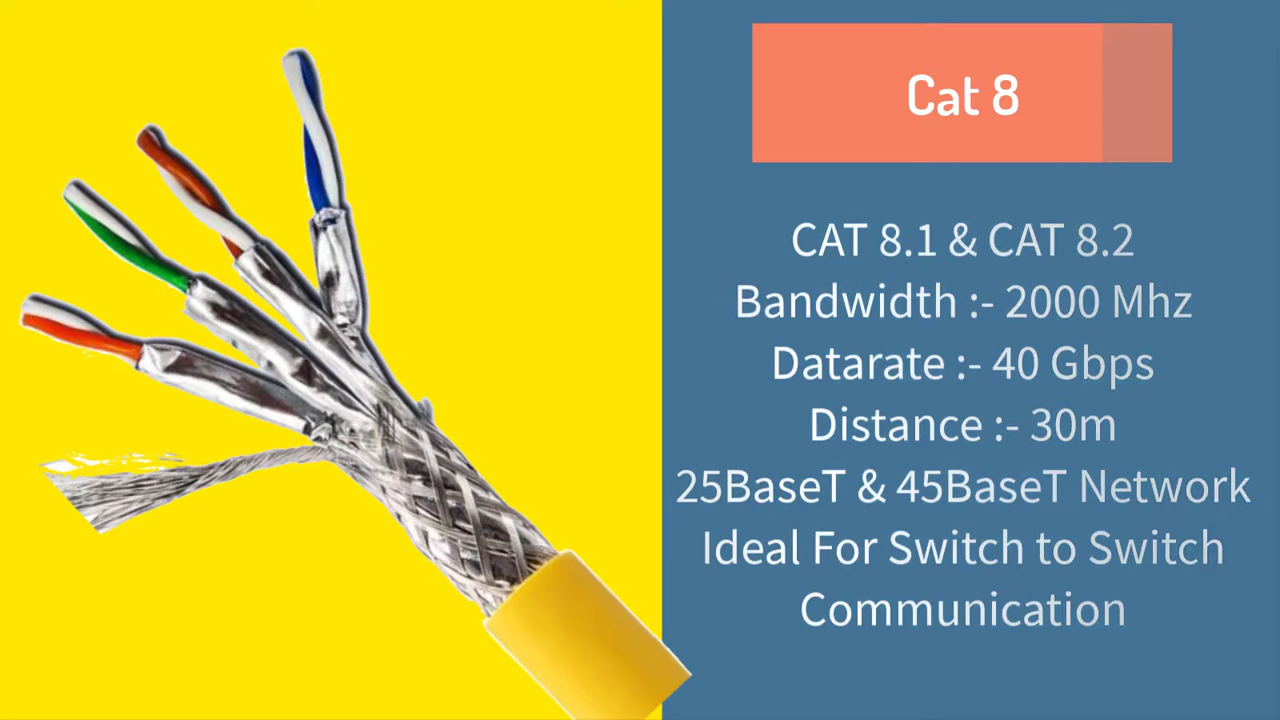 Cat 8
CAT 8.1 & CAT 8.2
Bandwidth :- 2000 Mhz
Datarate :- 40 Gbps
Distance :- 30m
25BaseT & 45BaseT Network
Ideal For Switch to Switch
Communication